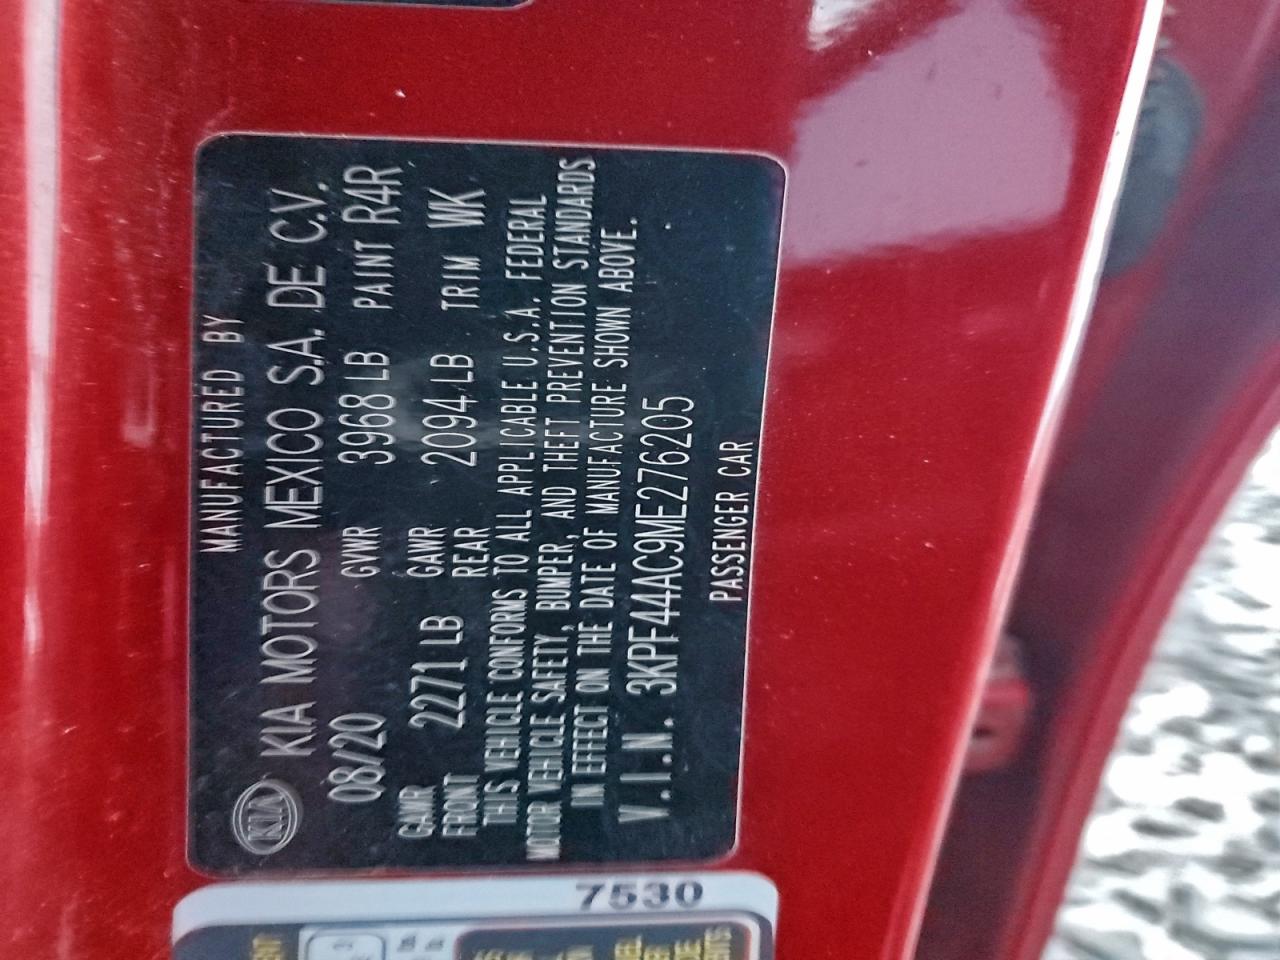 MANUFACTURED BY
KIA KIA MOTORS MEXICO S.A. DE C.V.
08/20 GVWR 3968 LB PAINT R4R
GAWR FRONT 2271 LB GAWR REAR 2094 LB TRIM WK
THIS VEHICLE CONFORMS TO ALL APPLICABLE U.S.A. FEDERAL
MOTOR VEHICLE SAFETY, BUMPER, AND THEFT PREVENTION STANDARDS
IN EFFECT ON THE DATE OF MANUFACTURE SHOWN ABOVE.
V.I.N. 3KPF44AC9ME276205
PASSENGER CAR
7530